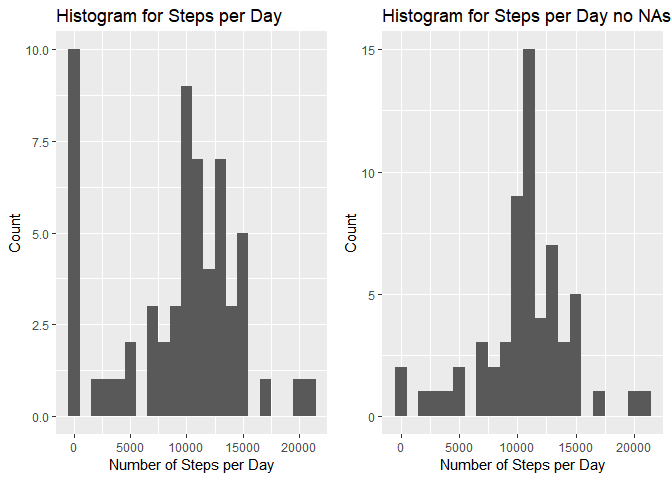 Histogram for Steps per Day
10.0
7.5
5.0
2.5
0.0
Count
0 5000 10000 15000 20000
Number of Steps per Day
Histogram for Steps per Day no NAs
15
10
5
0
Count
0 5000 10000 15000 20000
Number of Steps per Day